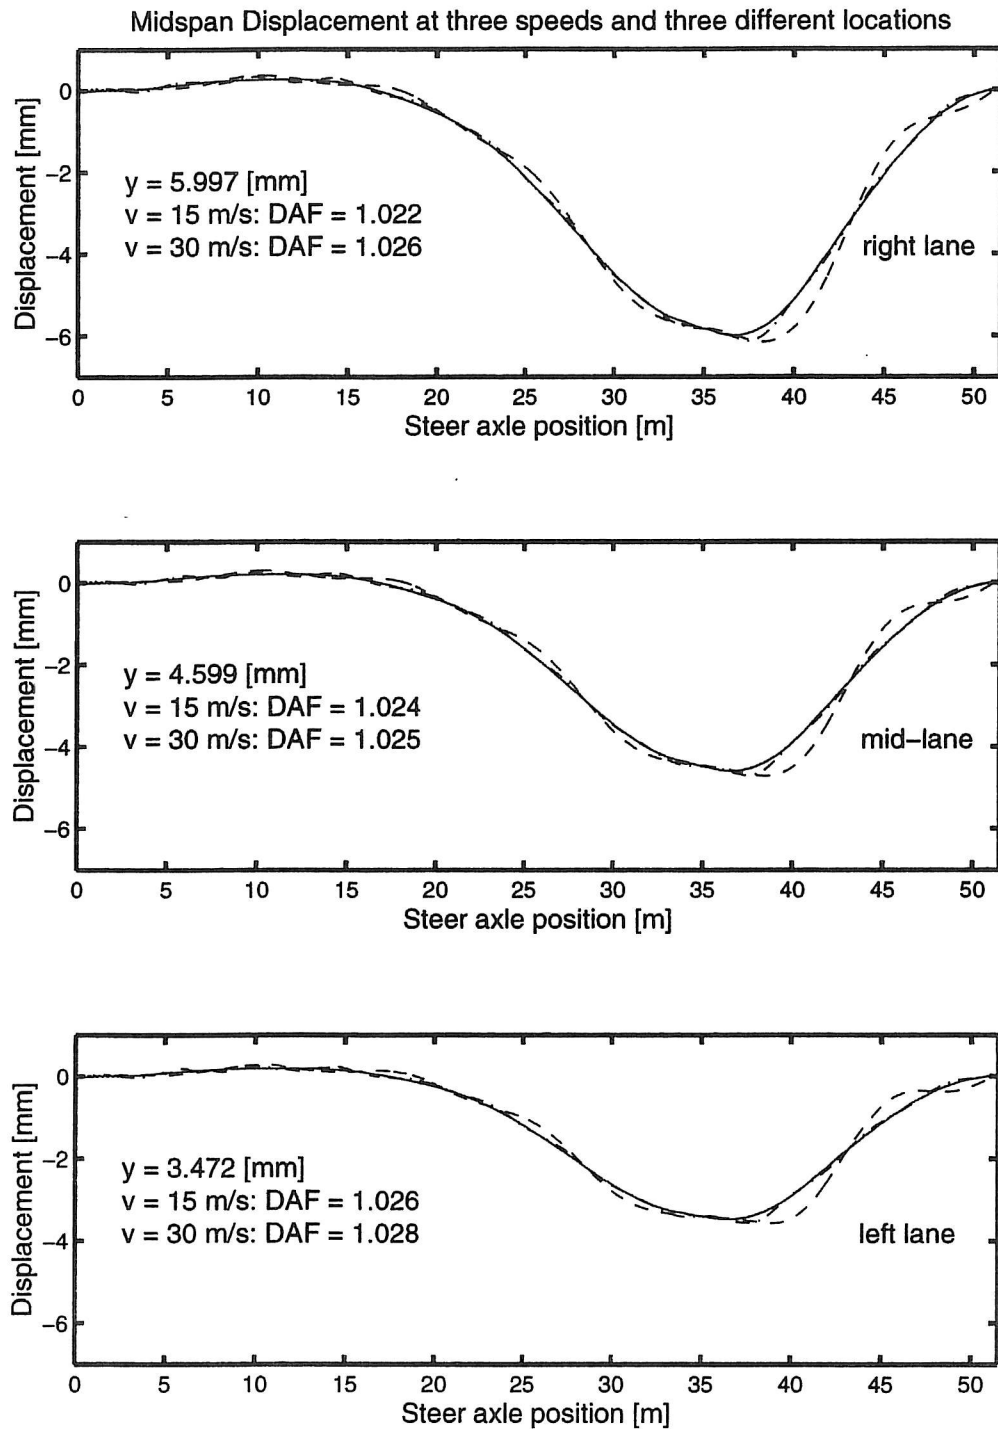 Midspan Displacement at three speeds and three different locations
Displacement [mm]
0
−2
−4
−6
y = 5.997 [mm]
v = 15 m/s: DAF = 1.022
v = 30 m/s: DAF = 1.026
right lane
0 5 10 15 20 25 30 35 40 45 50
Steer axle position [m]
Displacement [mm]
0
−2
−4
−6
y = 4.599 [mm]
v = 15 m/s: DAF = 1.024
v = 30 m/s: DAF = 1.025
mid−lane
0 5 10 15 20 25 30 35 40 45 50
Steer axle position [m]
Displacement [mm]
0
−2
−4
−6
y = 3.472 [mm]
v = 15 m/s: DAF = 1.026
v = 30 m/s: DAF = 1.028
left lane
0 5 10 15 20 25 30 35 40 45 50
Steer axle position [m]